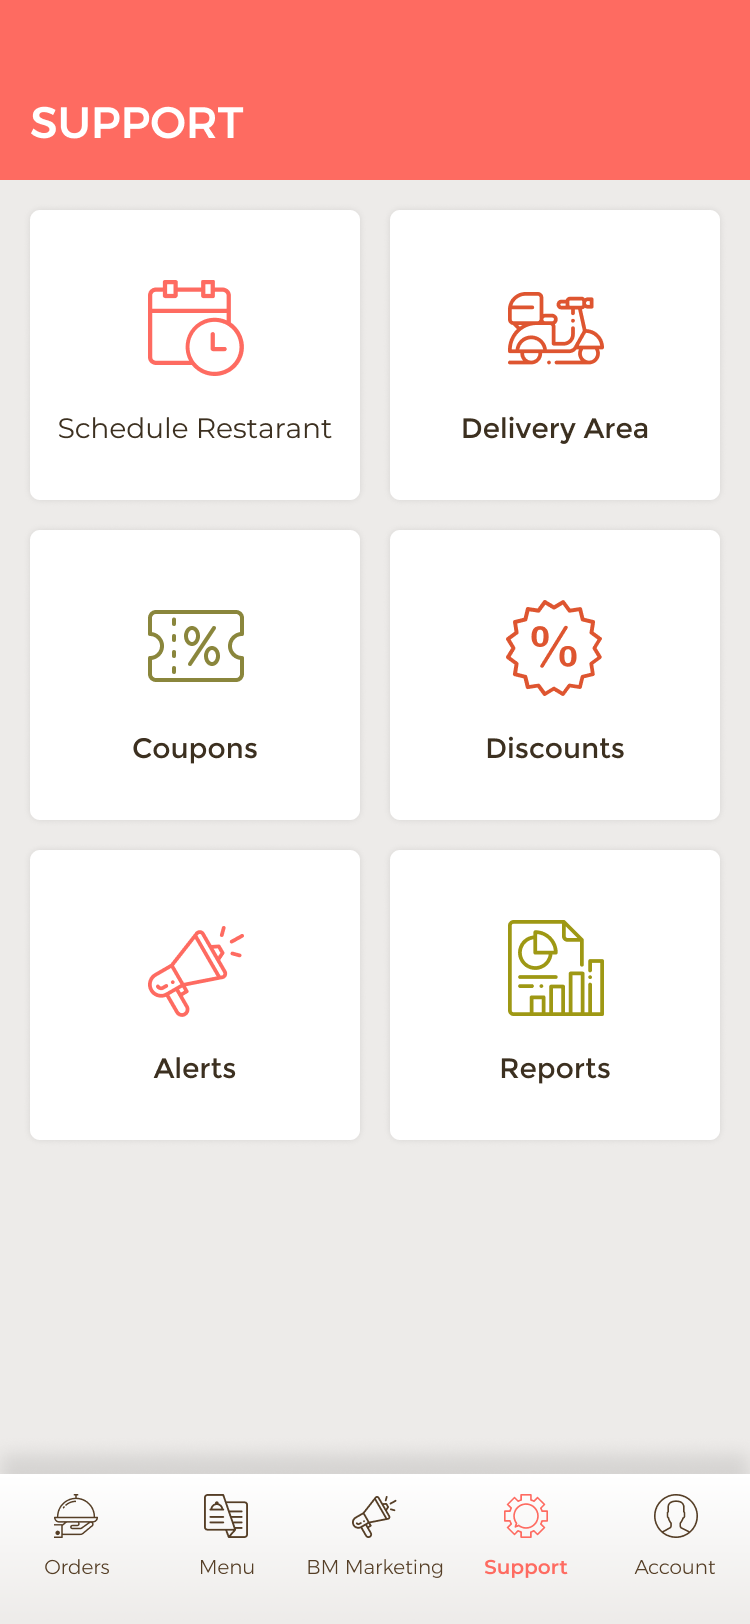 SUPPORT
Schedule Restarant
Delivery Area
%
Coupons
%
Discounts
Alerts
Reports
Orders
Menu
BM Marketing
Support
Account